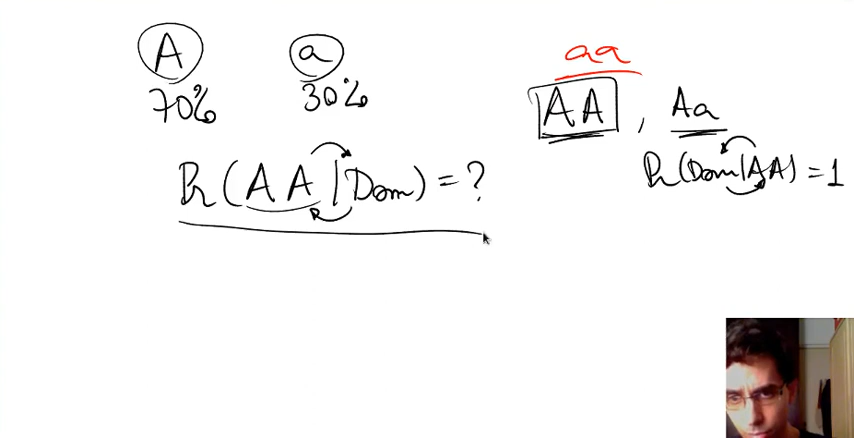 A a
70% 30%
Pr(AA|Dom)=?
aa
AA, Aa
Pr(Dom|AA)=1